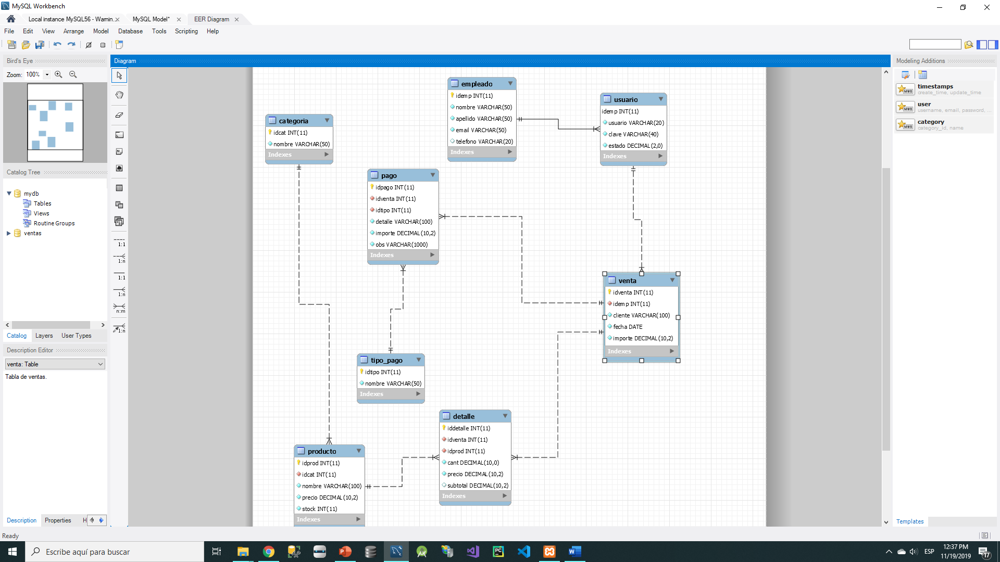 MySQL Workbench
Local instance MySQL56 - Warnin...
MySQL Model*
EER Diagram
File Edit View Arrange Model Database Tools Scripting Help
Bird's Eye
Zoom: 100%
Catalog Tree
mydb
Tables
Views
Routine Groups
ventas
Catalog Layers User Types
Description Editor
venta: Table
Tabla de ventas.
Description Properties H
Ready
1:1
1:n
1:1
1:n
n:m
1:n
Diagram
empleado
idemp INT(11)
nombre VARCHAR(50)
apellido VARCHAR(50)
email VARCHAR(50)
telefono VARCHAR(20)
Indexes
usuario
idemp INT(11)
usuario VARCHAR(20)
clave VARCHAR(40)
estado DECIMAL(2,0)
Indexes
categoria
idcat INT(11)
nombre VARCHAR(50)
Indexes
pago
idpago INT(11)
idventa INT(11)
idtipo INT(11)
detalle VARCHAR(100)
importe DECIMAL(10,2)
obs VARCHAR(1000)
Indexes
venta
idventa INT(11)
idemp INT(11)
cliente VARCHAR(100)
fecha DATE
importe DECIMAL(10,2)
Indexes
tipo_pago
idtipo INT(11)
nombre VARCHAR(50)
Indexes
detalle
iddetalle INT(11)
idventa INT(11)
idprod INT(11)
cant DECIMAL(10,0)
precio DECIMAL(10,2)
subtotal DECIMAL(10,2)
Indexes
producto
idprod INT(11)
idcat INT(11)
nombre VARCHAR(100)
precio DECIMAL(10,2)
stock INT(11)
Indexes
Modeling Additions
timestamps
create_time, update_time
user
username, email, password, ...
category
category_id, name
Templates
Escribe aquí para buscar
ESP
12:37 PM
11/19/2019
17